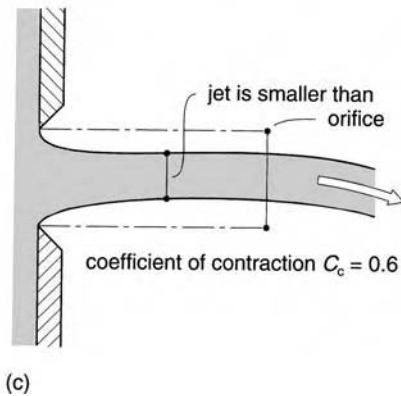 jet is smaller than
orifice
coefficient of contraction C_c = 0.6
(c)